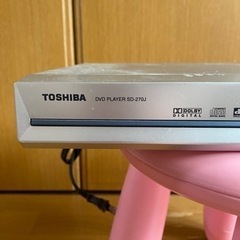 TOSHIBA
DVD PLAYER SD-270J
DOLBY
DIGITAL